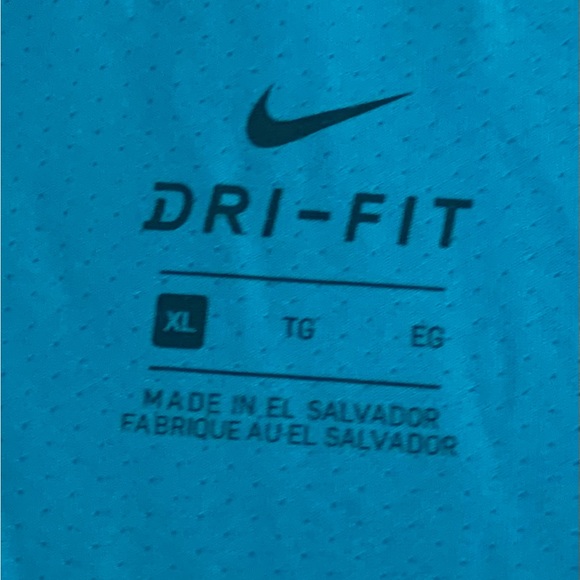 DRI-FIT
XL TG EG
MADE IN EL SALVADOR
FABRIQUE AU EL SALVADOR